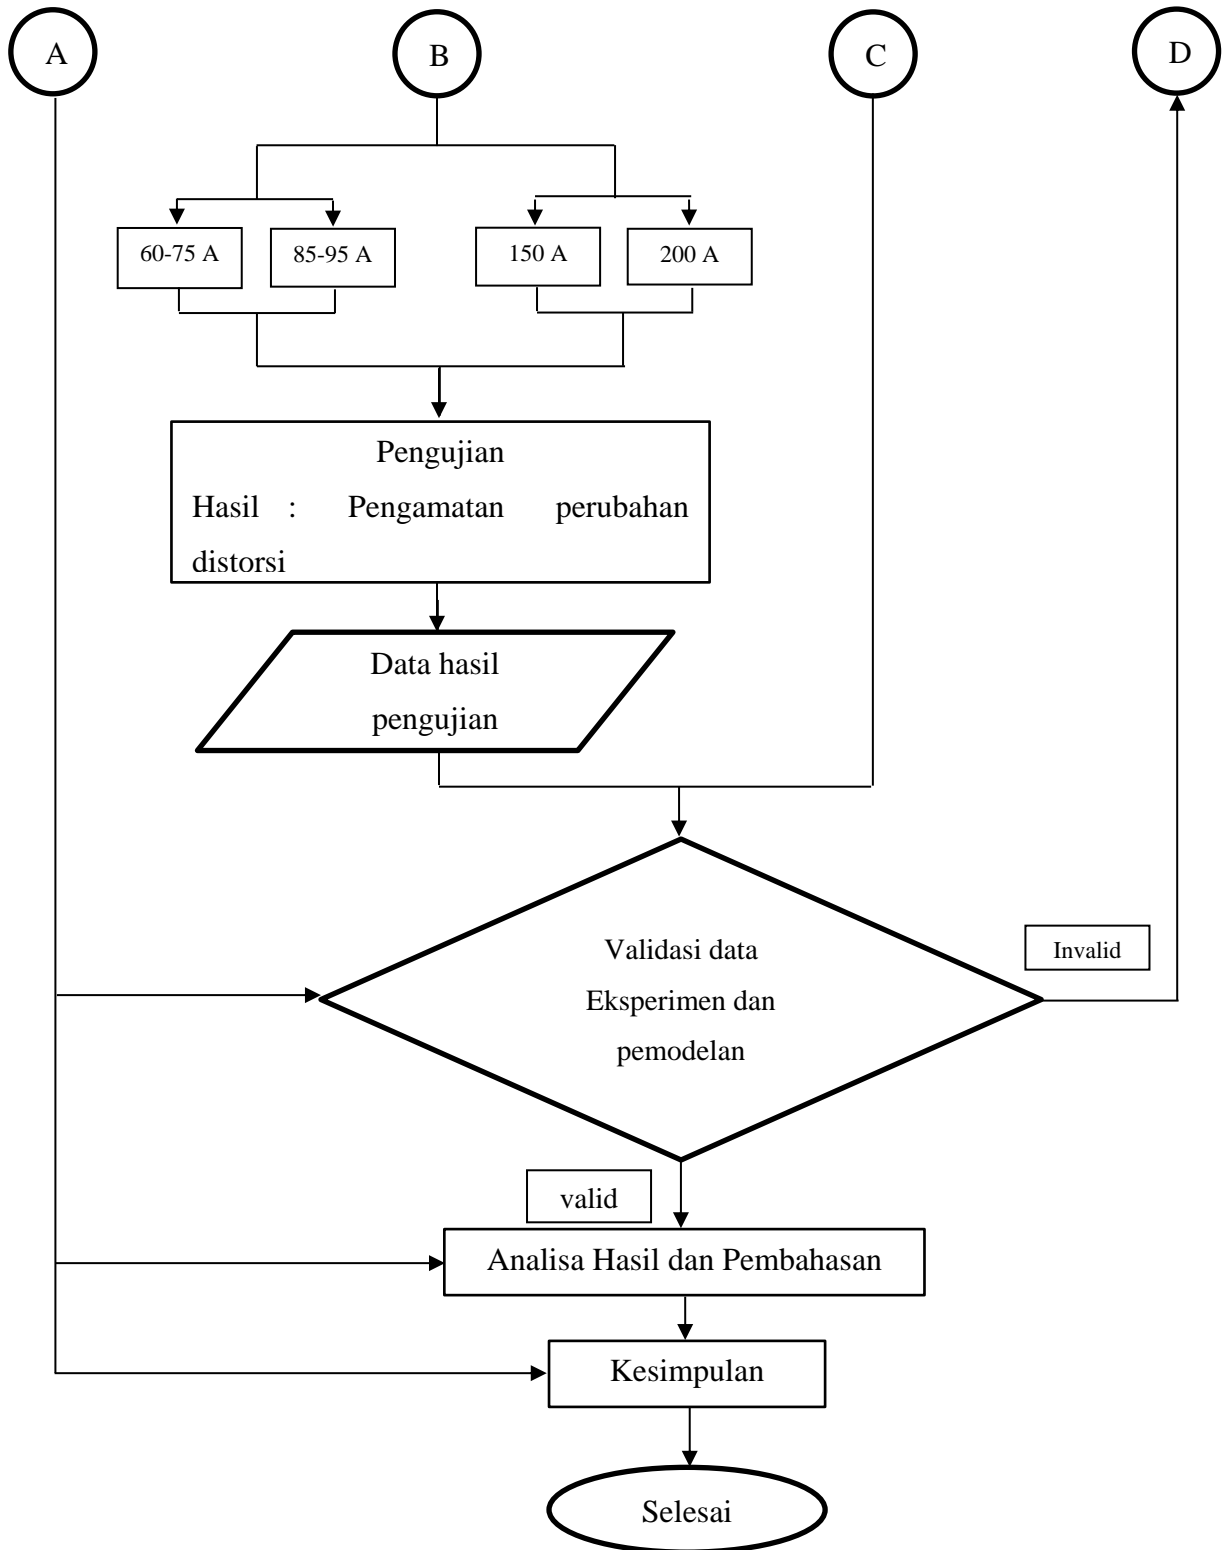 A
B
C
D
60-75 A
85-95 A
150 A
200 A
Pengujian
Hasil : Pengamatan perubahan
distorsi
Data hasil
pengujian
Validasi data
Eksperimen dan
pemodelan
Invalid
valid
Analisa Hasil dan Pembahasan
Kesimpulan
Selesai